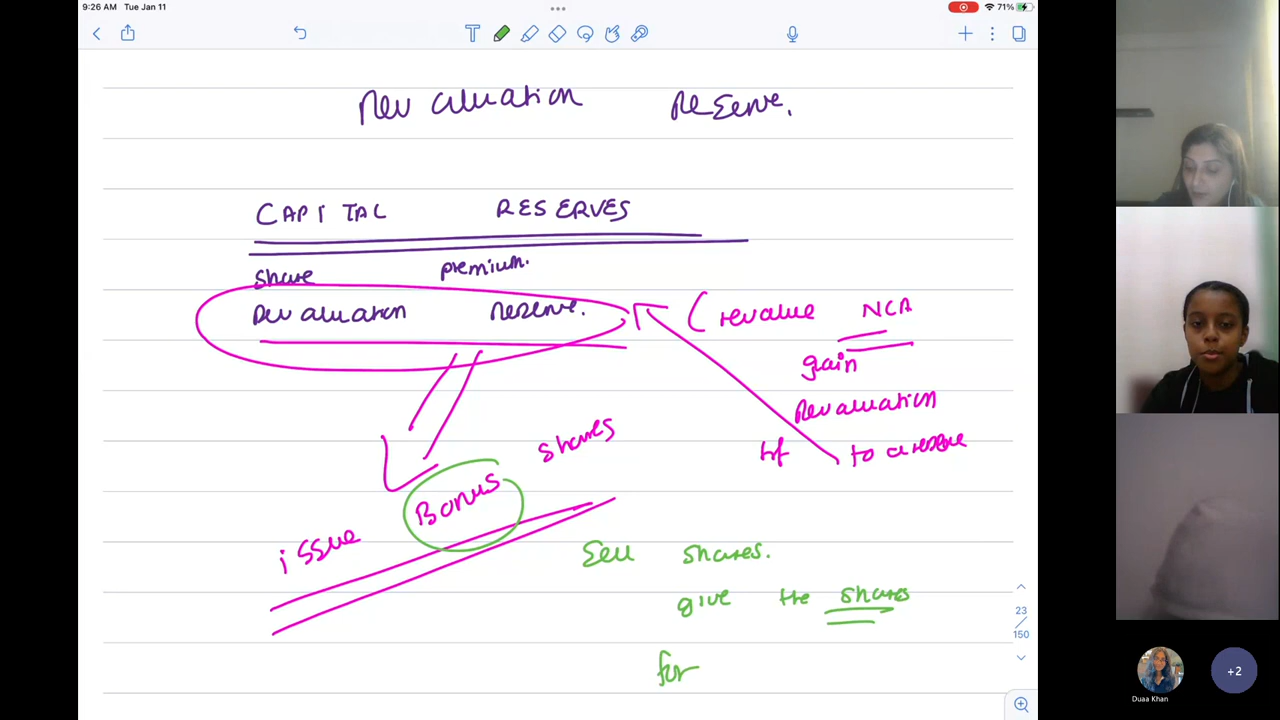 9:26 AM Tue Jan 11
71%
Revaluation Reserve.
CAPITAL RESERVES
share premium.
Revaluation Reserve.
(revalue NCA
gain
Revaluation
trf to a reserve
issue Bonus shares
Sell shares.
give the shares
for
23
150
Duaa Khan
+2